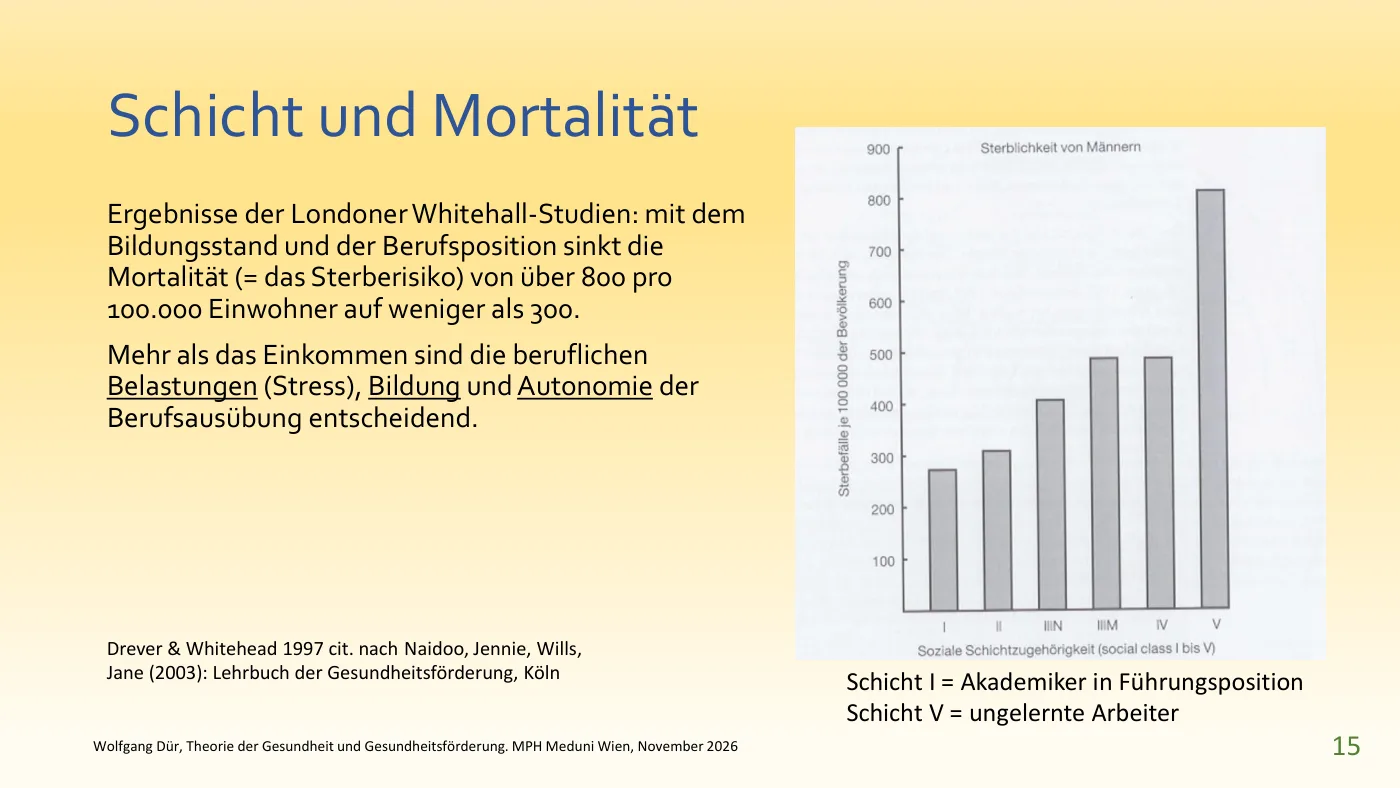 Schicht und Mortalität
Ergebnisse der Londoner Whitehall-Studien: mit dem
Bildungsstand und der Berufsposition sinkt die
Mortalität (= das Sterberisiko) von über 800 pro
100.000 Einwohner auf weniger als 300.
Mehr als das Einkommen sind die beruflichen
Belastungen (Stress), Bildung und Autonomie der
Berufsausübung entscheidend.
Drever & Whitehead 1997 cit. nach Naidoo, Jennie, Wills,
Jane (2003): Lehrbuch der Gesundheitsförderung, Köln
Sterblichkeit von Männern
Sterbefälle je 100 000 der Bevölkerung
900
800
700
600
500
400
300
200
100
I II IIIN IIIM IV V
Soziale Schichtzugehörigkeit (social class I bis V)
Schicht I = Akademiker in Führungsposition
Schicht V = ungelernte Arbeiter
Wolfgang Dür, Theorie der Gesundheit und Gesundheitsförderung. MPH Meduni Wien, November 2026
15